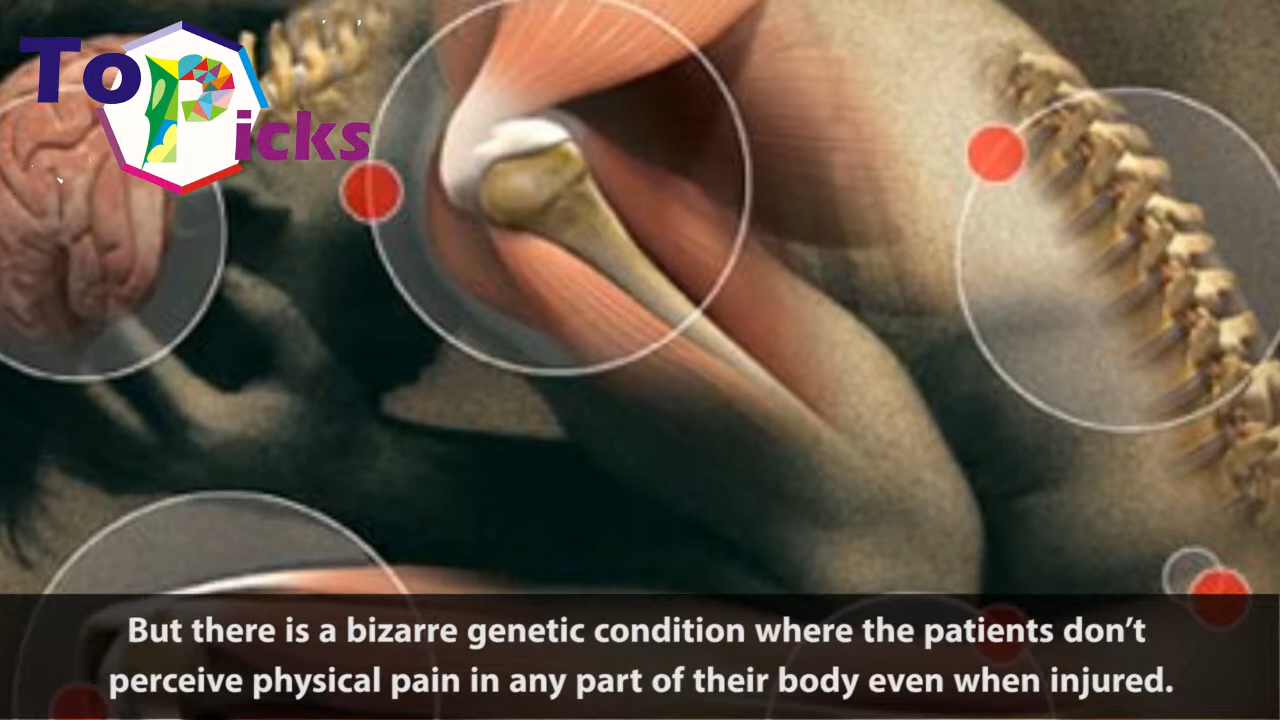 ToPicks
But there is a bizarre genetic condition where the patients don’t
perceive physical pain in any part of their body even when injured.